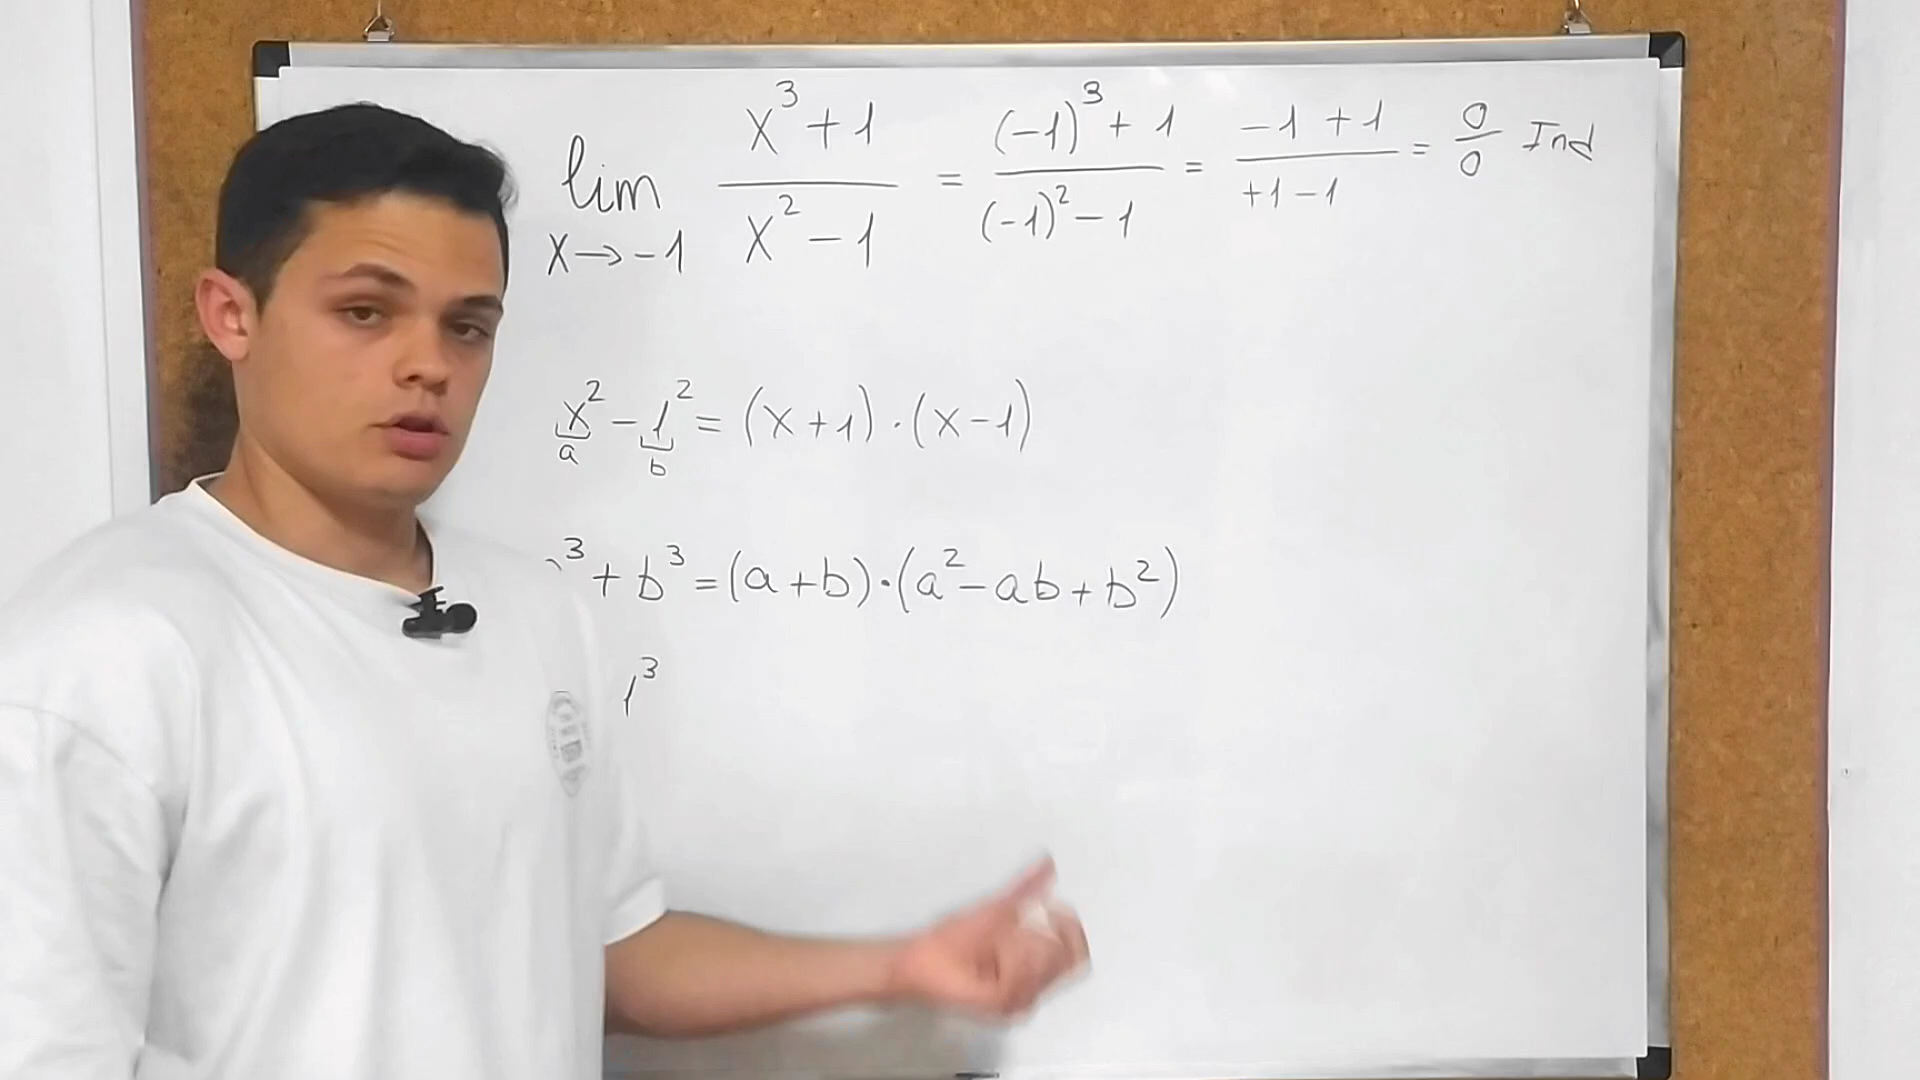 lim x→-1 (x³+1)/(x²-1) = ((-1)³+1)/((-1)²-1) = (-1+1)/(+1-1) = 0/0 Ind
x²-1² = (x+1)·(x-1)
a b
³+b³=(a+b)·(a²-ab+b²)
1³